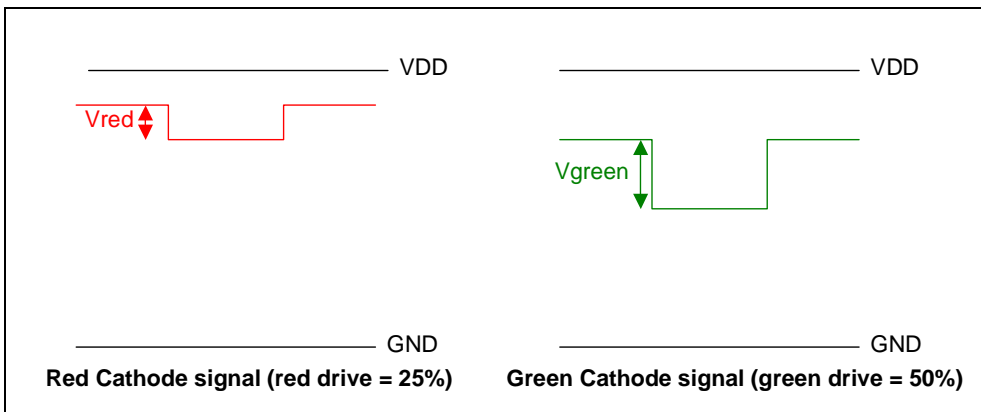 VDD
VDD
Vred
Vgreen
GND
GND
Red Cathode signal (red drive = 25%)
Green Cathode signal (green drive = 50%)